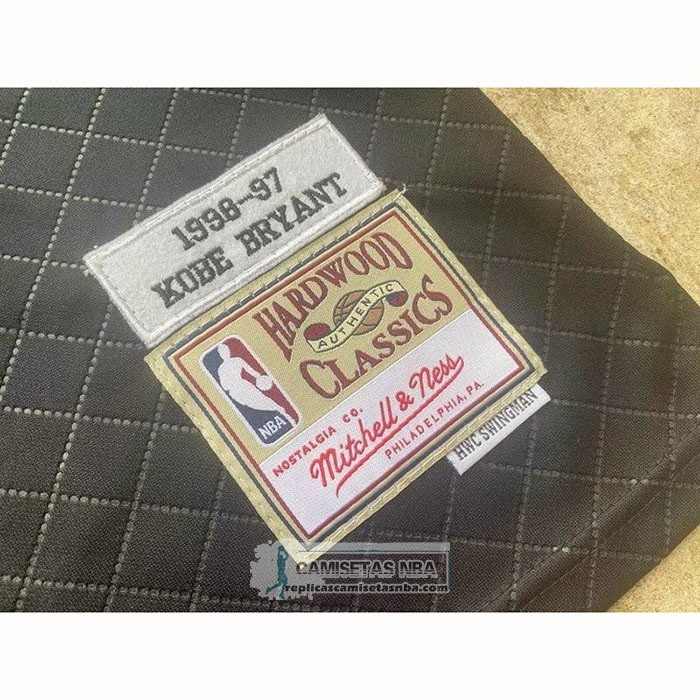 1996-97
KOBE BRYANT
HARDWOOD
AUTHENTIC
CLASSICS
NBA
NOSTALGIA CO.
Mitchell & Ness
PHILADELPHIA, PA.
HWC SWINGMAN
CAMISETAS NBA
replicascamisetasnba.com